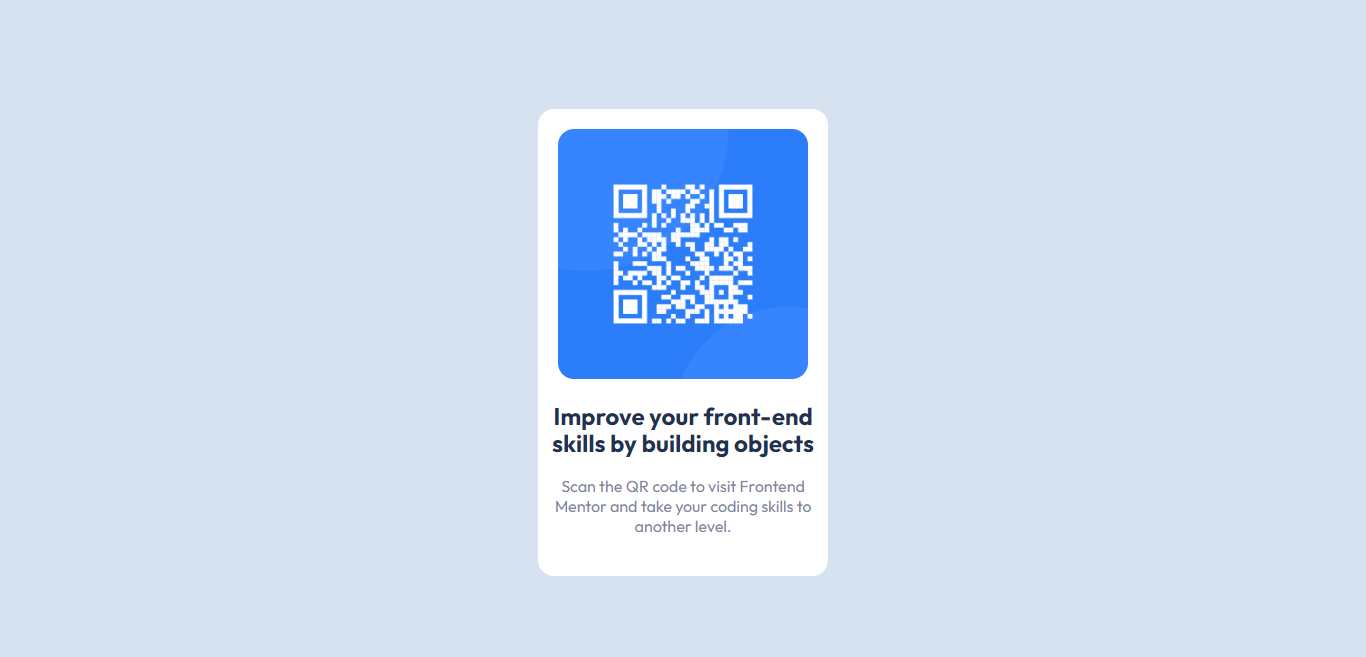 Improve your front-end
skills by building objects
Scan the QR code to visit Frontend
Mentor and take your coding skills to
another level.